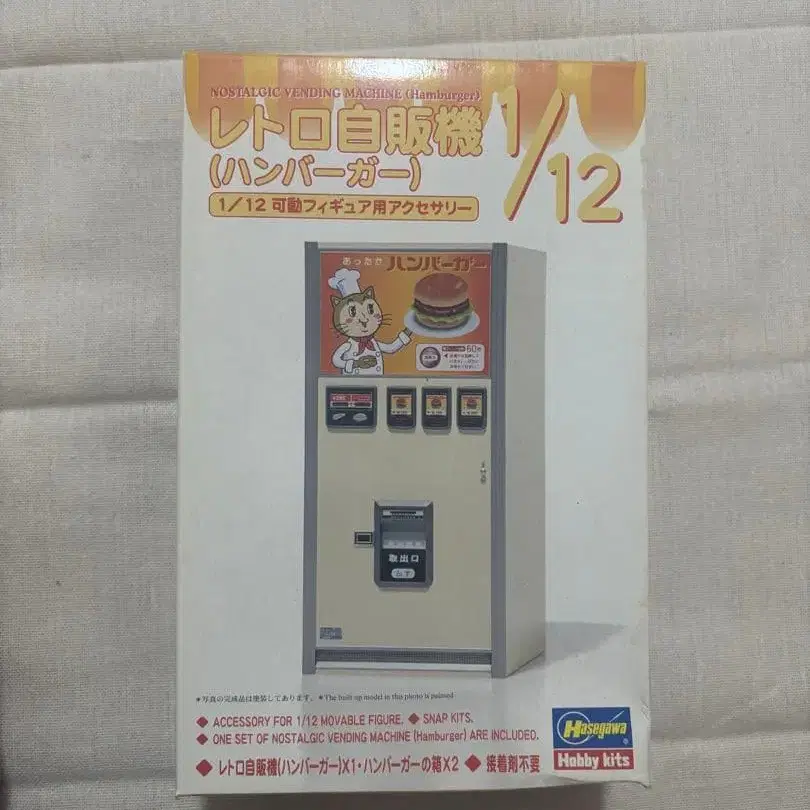 NOSTALGIC VENDING MACHINE (Hamburger)
レトロ自販機
(ハンバーガー)
1/12
1/12 可動フィギュア用アクセサリー
あったか ハンバーガー
60秒
取出口
おす
*写真の完成品は塗装してあります。 *The built-up model in this photo is painted
◆ ACCESSORY FOR 1/12 MOVABLE FIGURE. ◆ SNAP KITS.
◆ ONE SET OF NOSTALGIC VENDING MACHINE (Hamburger) ARE INCLUDED.
◆ レトロ自販機(ハンバーガー)X1・ハンバーガーの箱X2 ◆ 接着剤不要
Hasegawa
Hobby kits